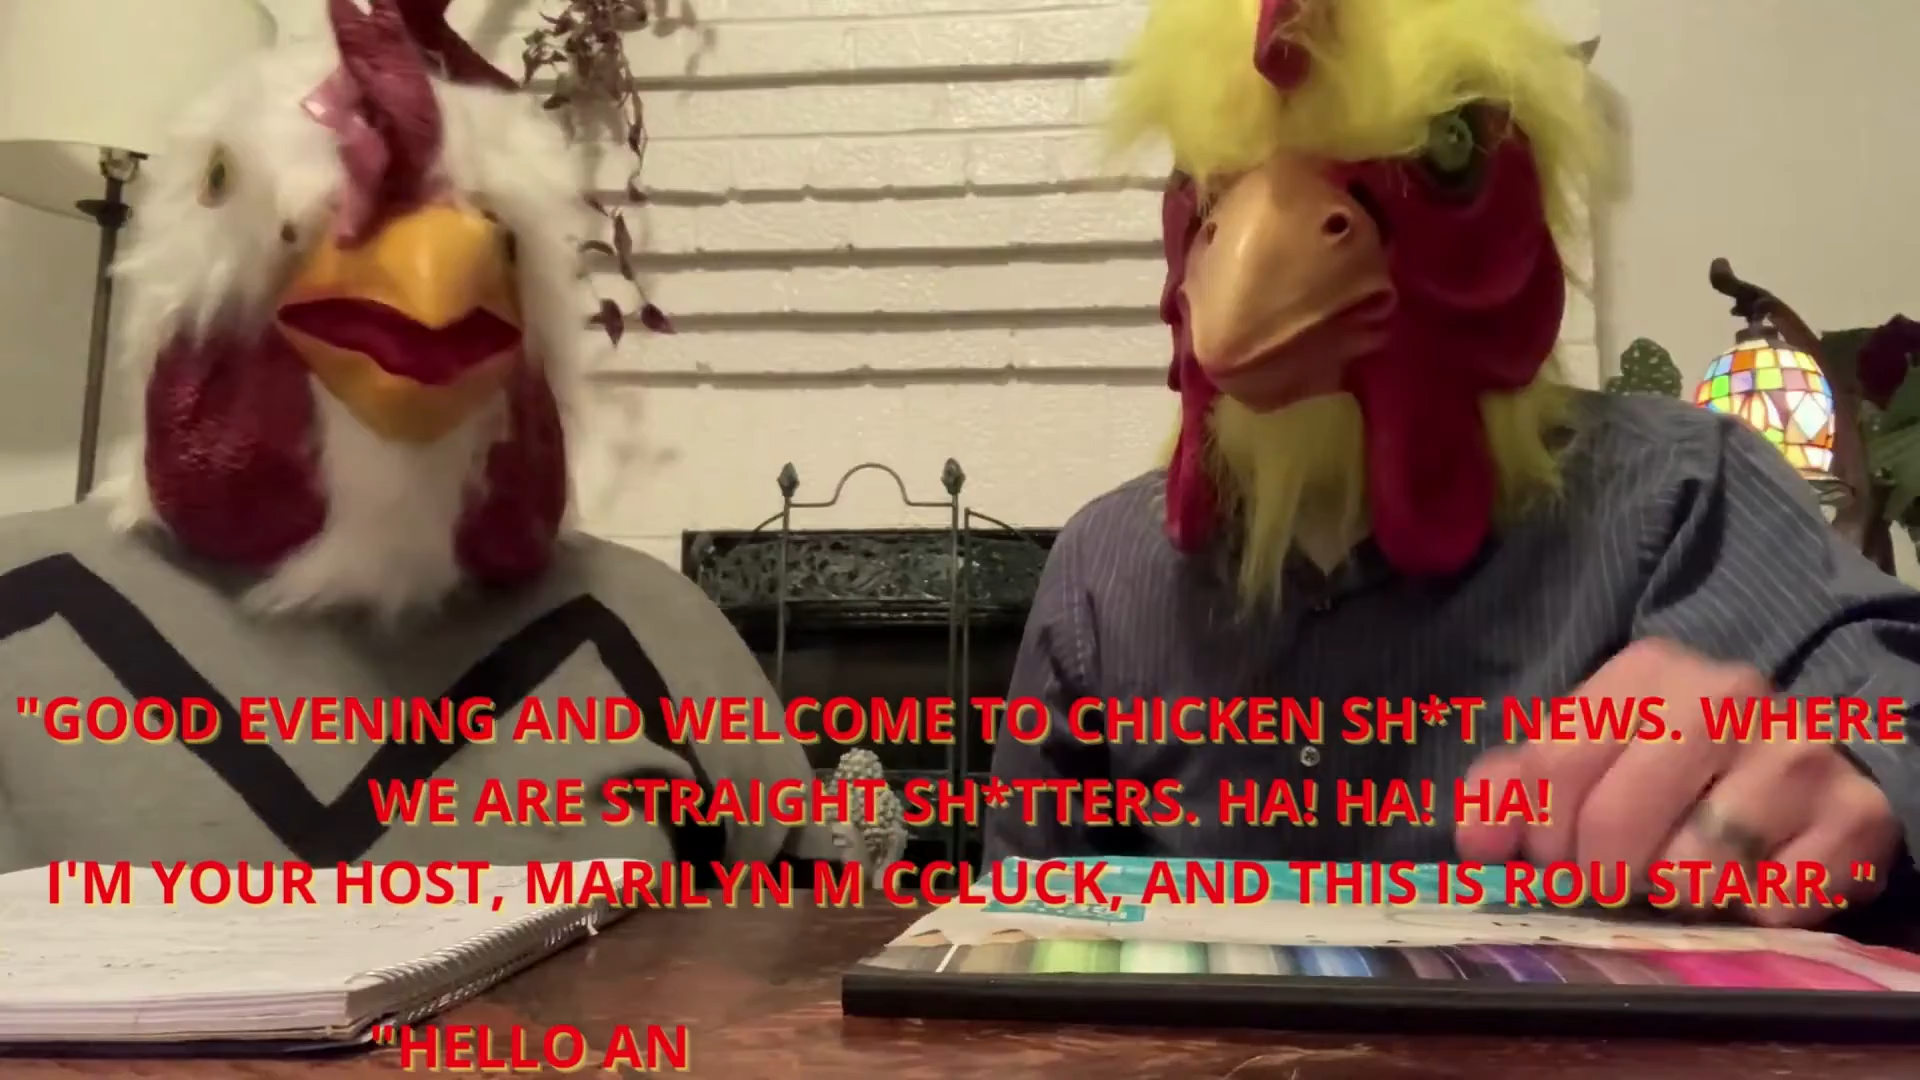 "GOOD EVENING AND WELCOME TO CHICKEN SH*T NEWS. WHERE
WE ARE STRAIGHT SH*TTERS. HA! HA! HA!
I'M YOUR HOST, MARILYN M CCLUCK, AND THIS IS ROU STARR."
"HELLO AN